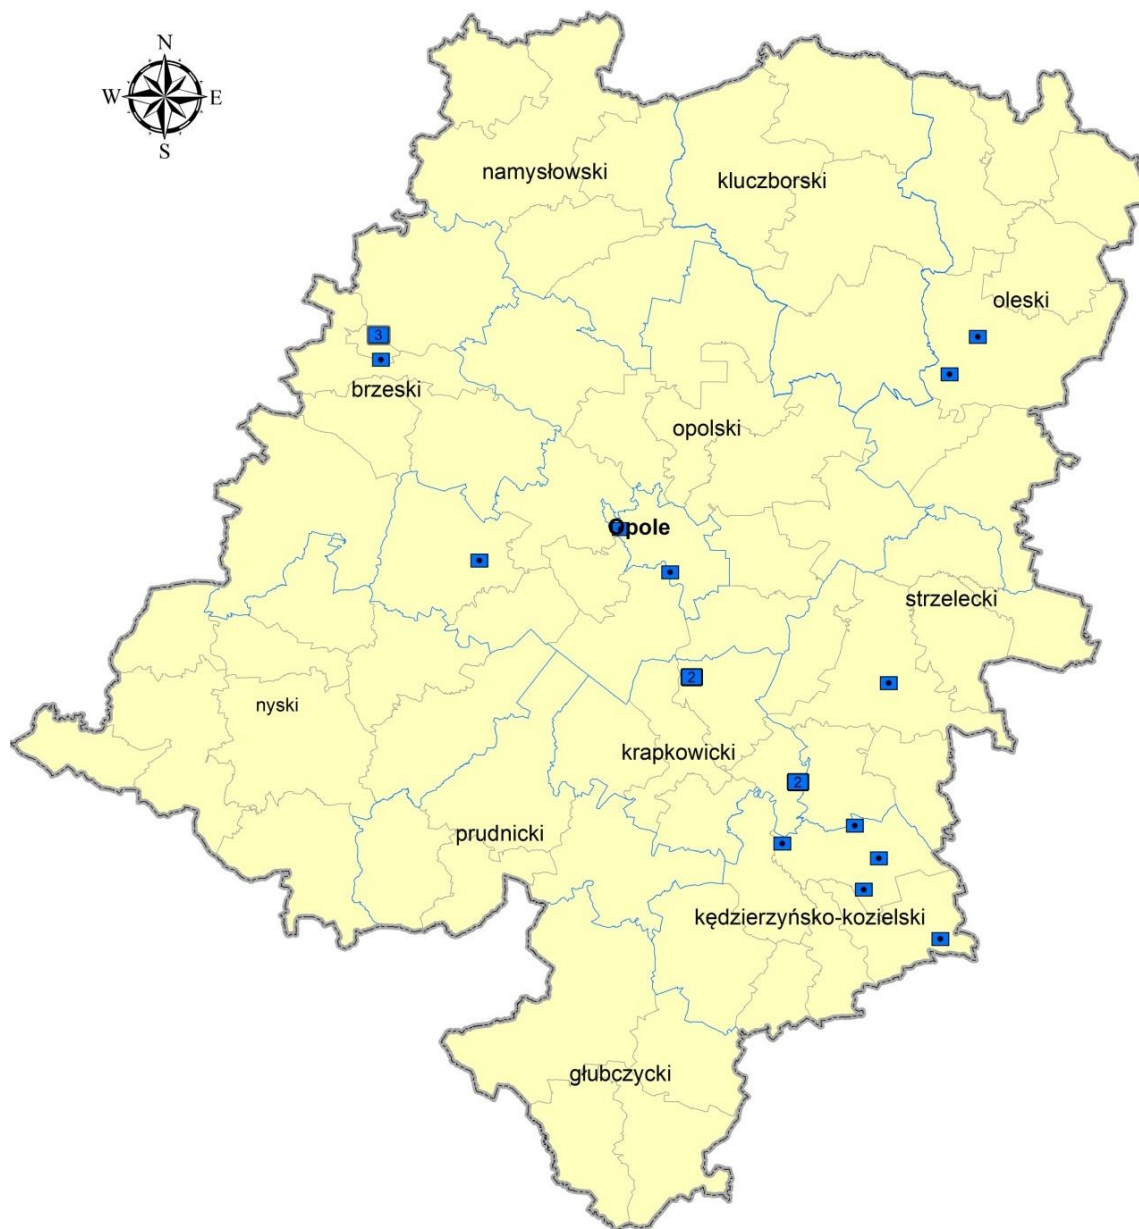 N
W E
S
namysłowski
kluczborski
oleski
3
brzeski
opolski
Opole
strzelecki
2
nyski
krapkowicki
2
prudnicki
kędzierzyńsko-kozielski
głubczycki